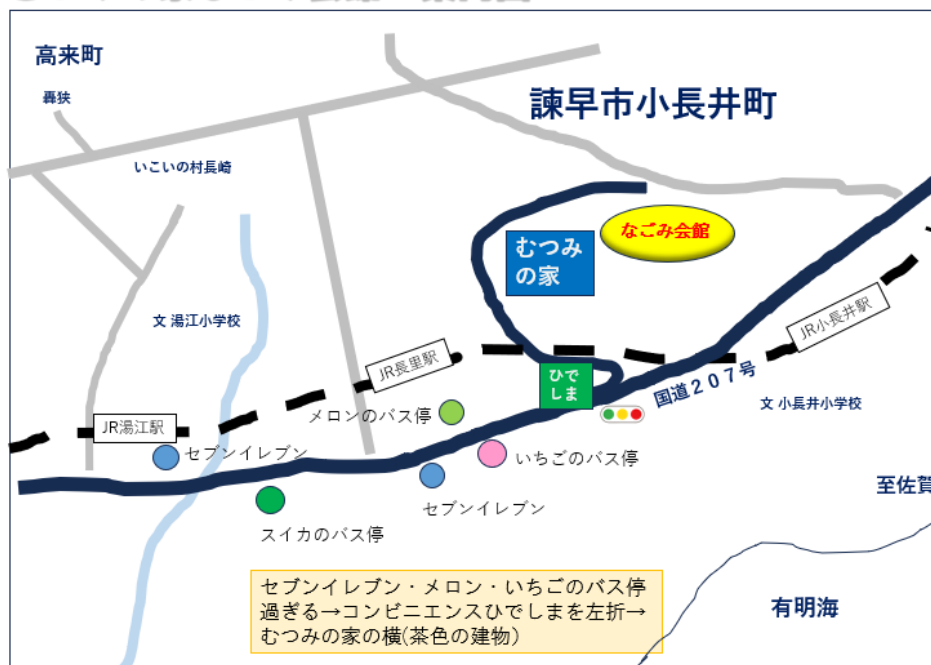 高来町
諫早市小長井町
轟狭
いこいの村長崎
なごみ会館
むつみ
の家
文 湯江小学校
JR小長井駅
JR長里駅
ひで
しま
国道207号
文 小長井小学校
メロンのバス停
JR湯江駅
セブンイレブン
いちごのバス停
至佐賀
セブンイレブン
スイカのバス停
セブンイレブン・メロン・いちごのバス停
過ぎる→コンビニエンスひでしまを左折→
むつみの家の横(茶色の建物)
有明海